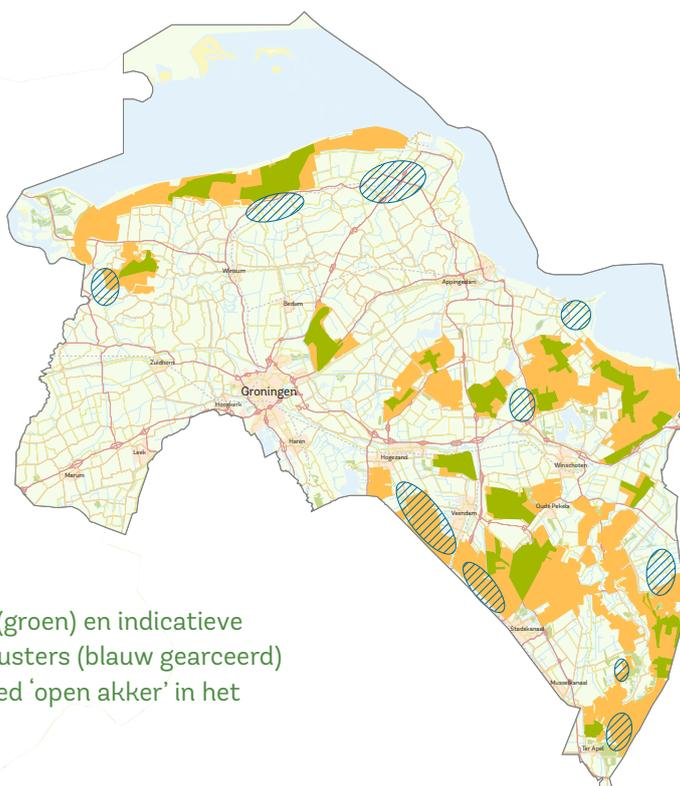 Winsum
Bedum
Appingedam
Zuidhorn
Groningen
Hoogkerk
Haren
Leek
Marum
Hoogezand
Winschoten
Veendam
Oude Pekela
Stadskanaal
Musselkanaal
Ter Apel
(groen) en indicatieve
usters (blauw gearceerd)
ed ‘open akker’ in het